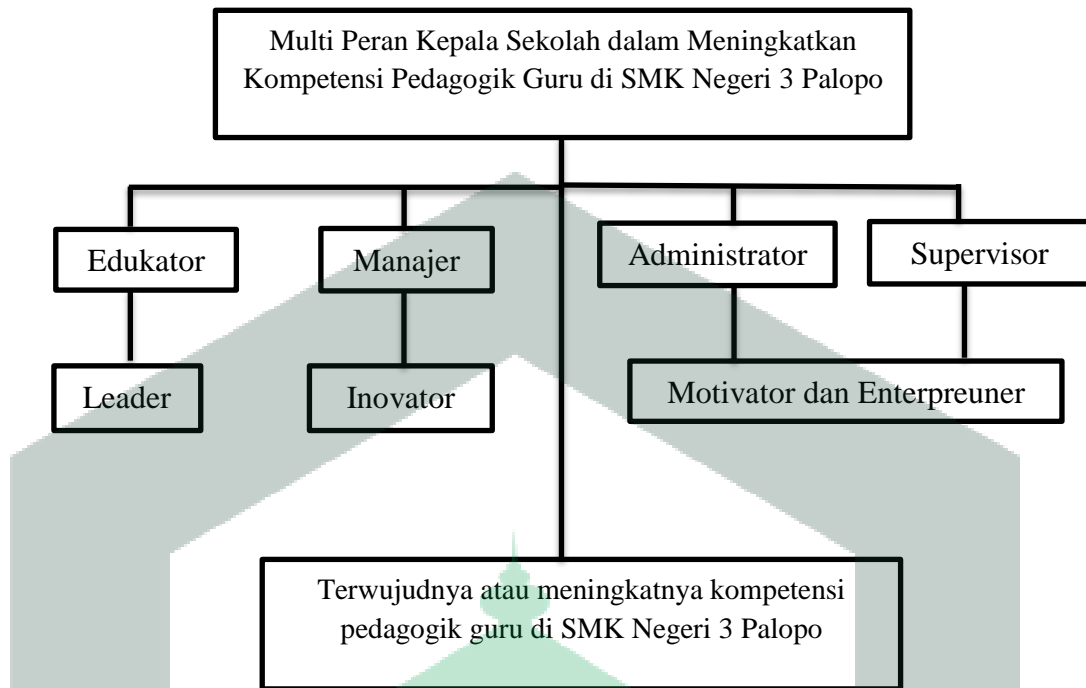 Multi Peran Kepala Sekolah dalam Meningkatkan
Kompetensi Pedagogik Guru di SMK Negeri 3 Palopo
Edukator
Manajer
Administrator
Supervisor
Leader
Inovator
Motivator dan Enterpreuner
Terwujudnya atau meningkatnya kompetensi
pedagogik guru di SMK Negeri 3 Palopo